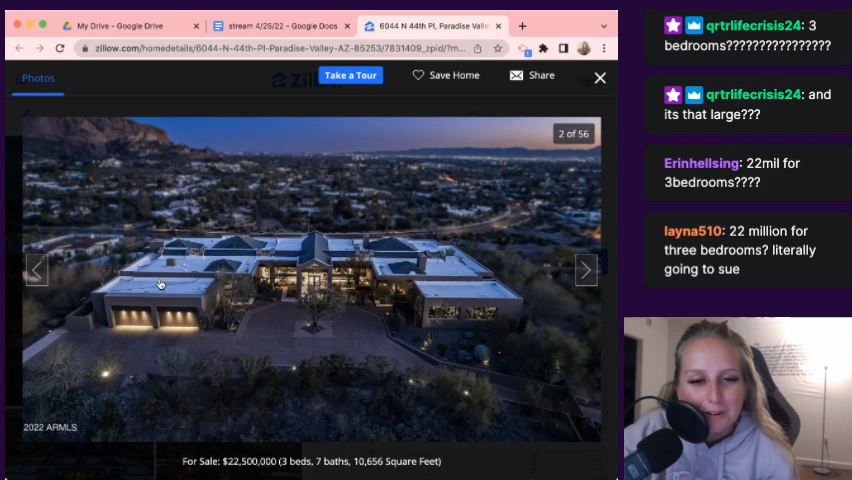 My Drive - Google Drive
stream 4/25/22 - Google Docs
6044 N 44th Pl, Paradise Valle
zillow.com/homedetails/6044-N-44th-Pl-Paradise-Valley-AZ-85253/7831409_zpid/?m...
Photos
Zillow
Take a Tour
Save Home
Share
2 of 56
2022 ARMLS
For Sale: $22,500,000 (3 beds, 7 baths, 10,656 Square Feet)
qrtrlifecrisis24: 3
bedrooms????????????????
qrtrlifecrisis24: and
its that large???
Erinhellsing: 22mil for
3bedrooms????
layna510: 22 million for
three bedrooms? literally
going to sue